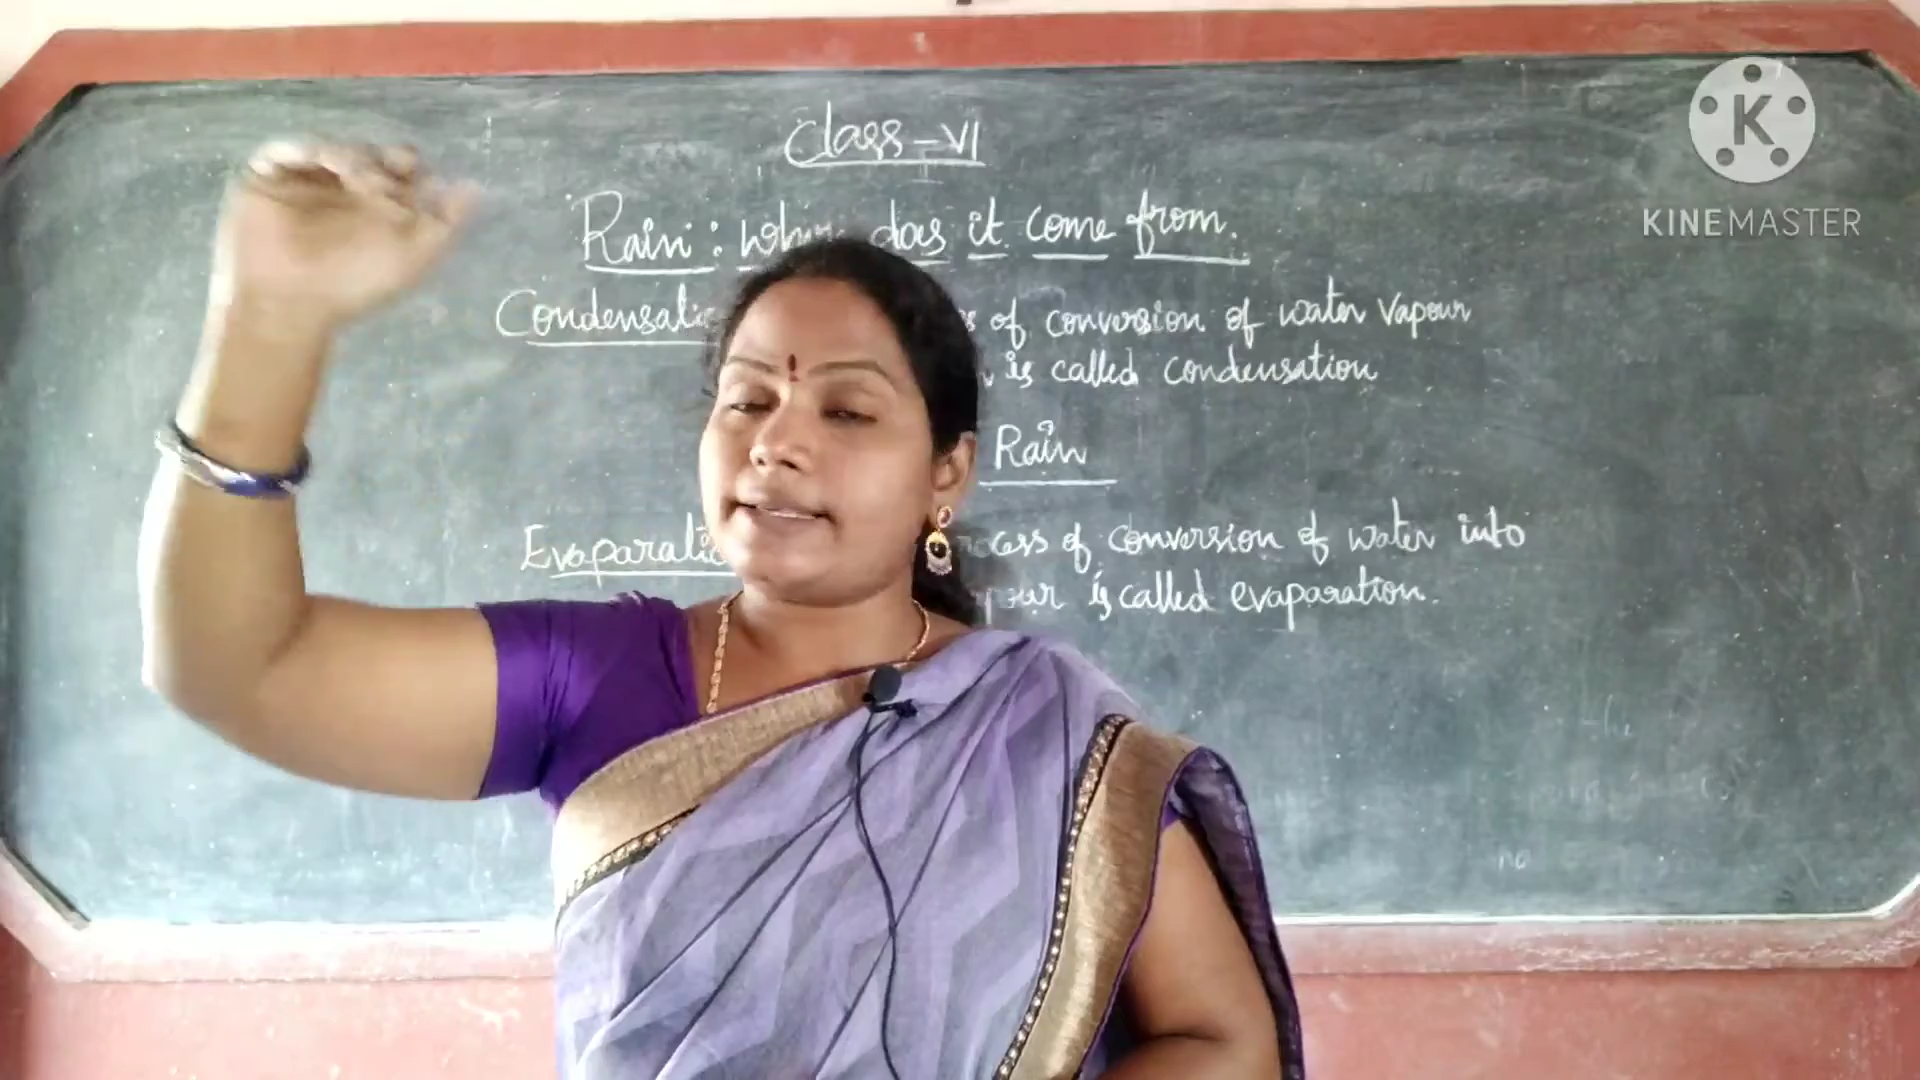 Class - VI
Rain : where does it come from.
Condensatio of conversion of water vapour
is called condensation
Rain
Evaparatio rocess of conversion of water into
pour is called evaparation.
K
KINEMASTER